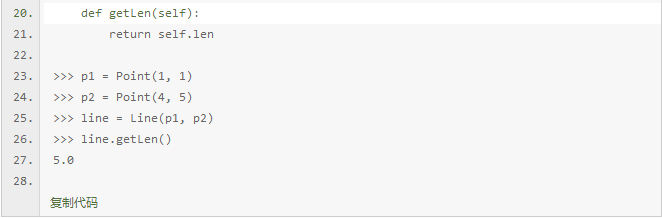 20.     def getLen(self):
21.         return self.len
22.
23. >>> p1 = Point(1, 1)
24. >>> p2 = Point(4, 5)
25. >>> line = Line(p1, p2)
26. >>> line.getLen()
27. 5.0
28.
复制代码